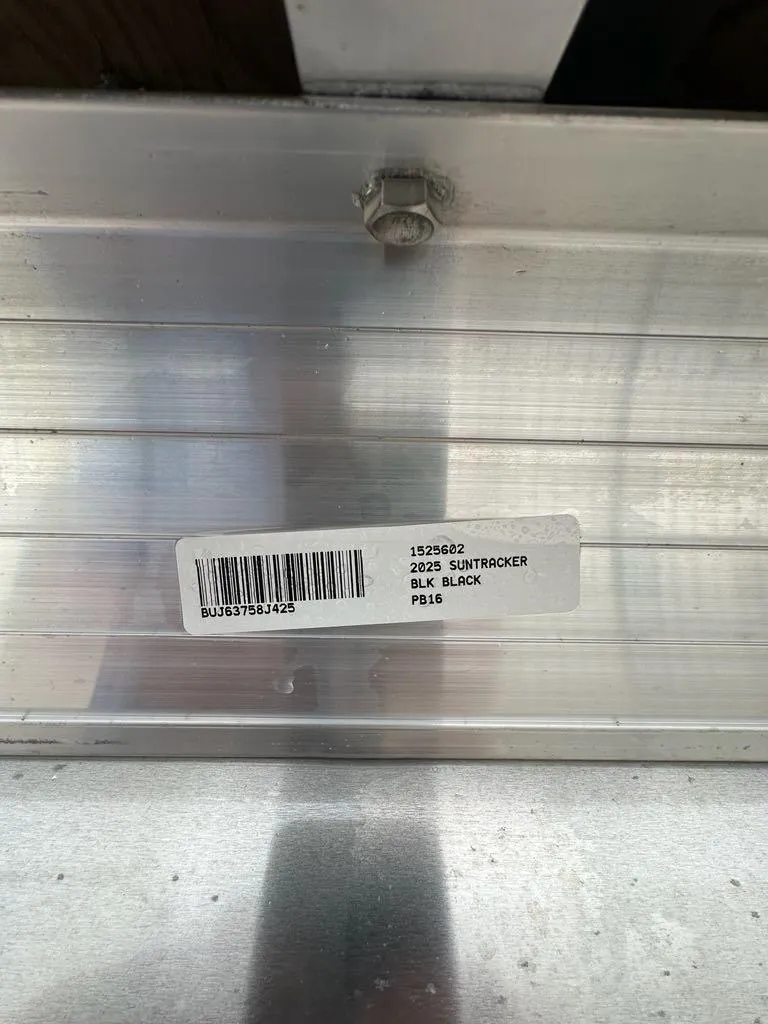 1525602
2025 SUNTRACKER
BLK BLACK
PB16
BUJ63758J425